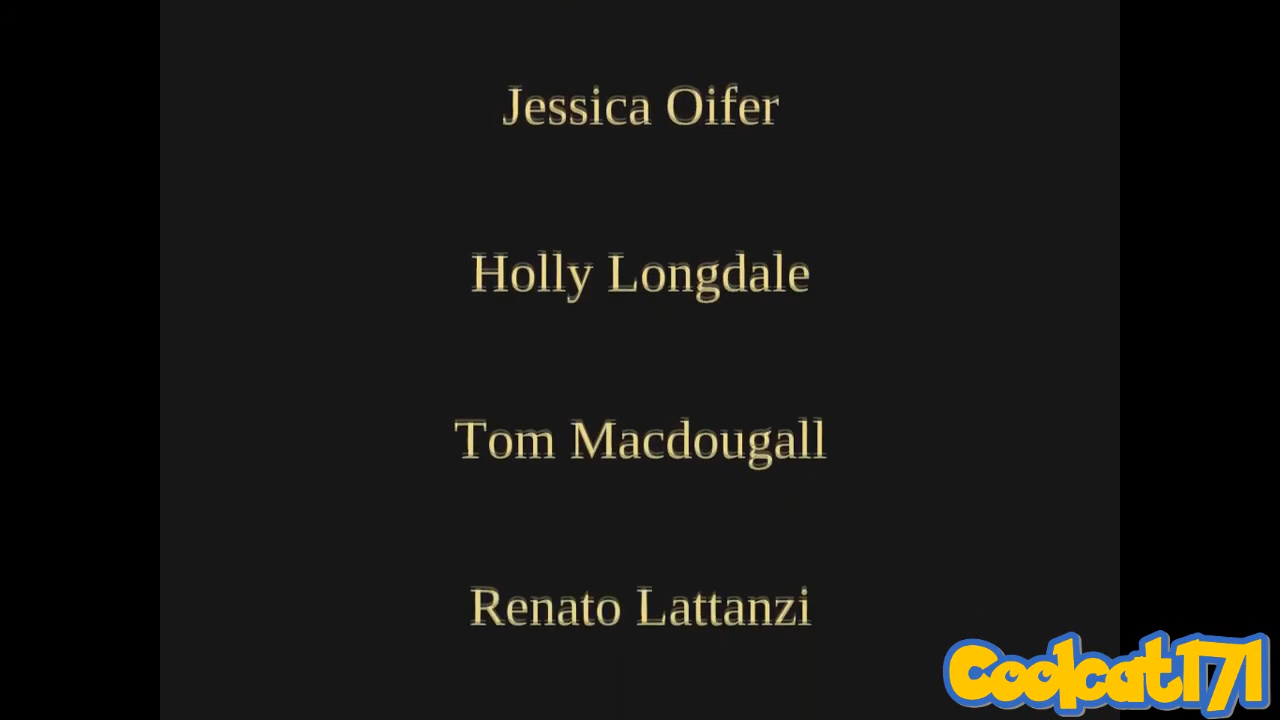 Jessica Oifer
Holly Longdale
Tom Macdougall
Renato Lattanzi
Coolcat171